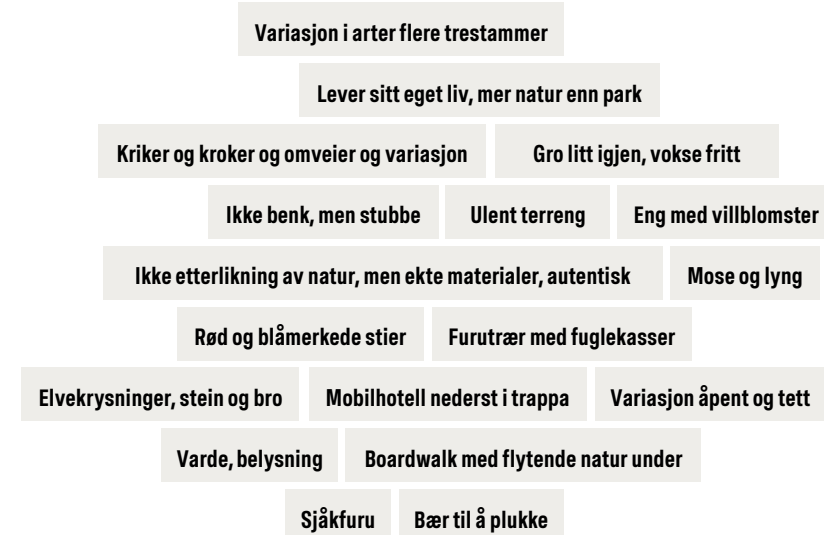 Variasjon i arter flere trestammer
Lever sitt eget liv, mer natur enn park
Kriker og kroker og omveier og variasjon
Gro litt igjen, vokse fritt
Ikke benk, men stubbe
Ulent terreng
Eng med villblomster
Ikke etterlikning av natur, men ekte materialer, autentisk
Mose og lyng
Rød og blåmerkede stier
Furutrær med fuglekasser
Elvekrysninger, stein og bro
Mobilhotell nederst i trappa
Variasjon åpent og tett
Varde, belysning
Boardwalk med flytende natur under
Sjåkfuru
Bær til å plukke